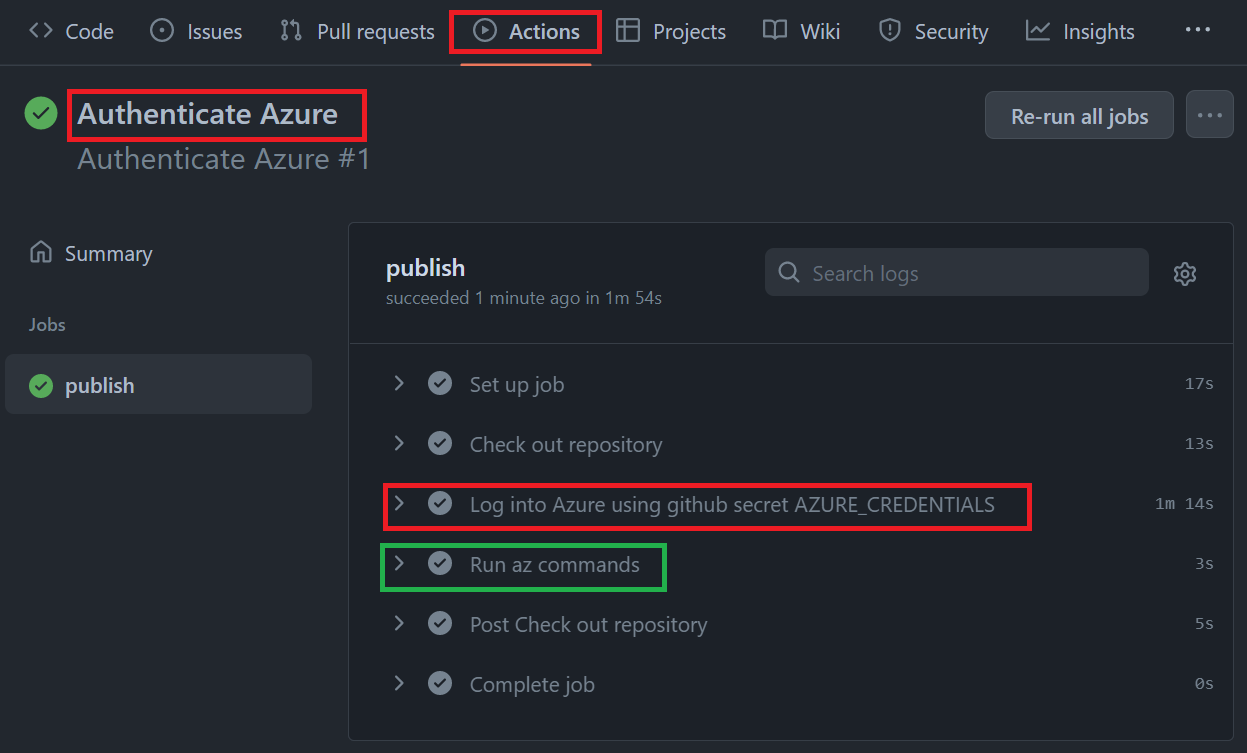 Code Issues Pull requests Actions Projects Wiki Security Insights
Authenticate Azure
Re-run all jobs
Authenticate Azure #1
Summary
Jobs
publish
publish
succeeded 1 minute ago in 1m 54s
Search logs
Set up job 17s
Check out repository 13s
Log into Azure using github secret AZURE_CREDENTIALS 1m 14s
Run az commands 3s
Post Check out repository 5s
Complete job 0s